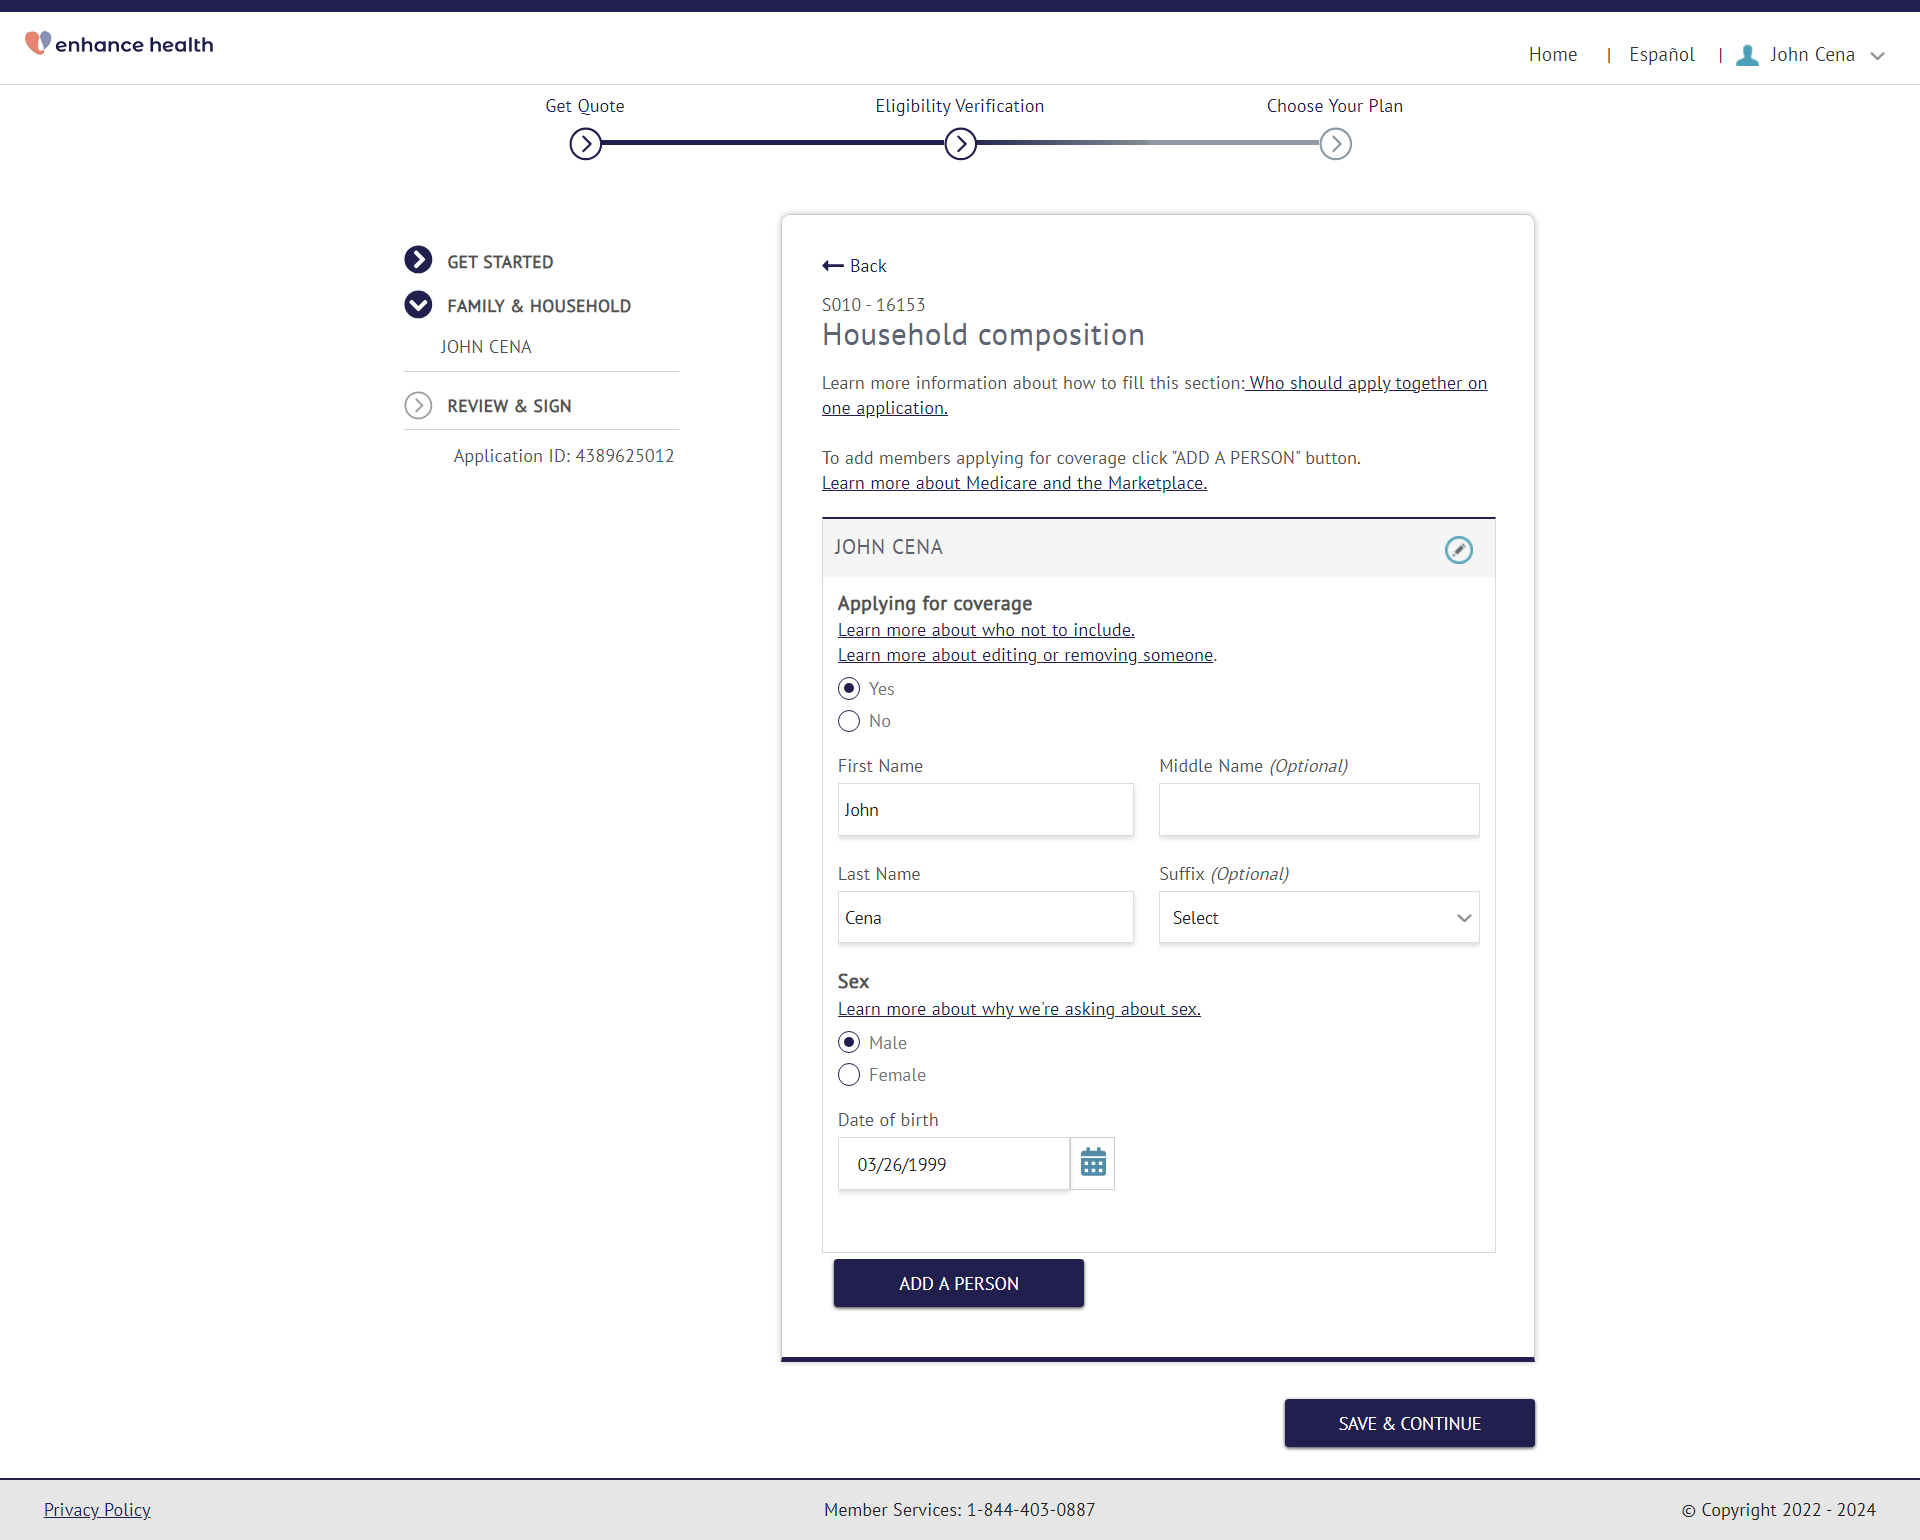 enhance health
Home | Español | John Cena
Get Quote
Eligibility Verification
Choose Your Plan
GET STARTED
FAMILY & HOUSEHOLD
JOHN CENA
REVIEW & SIGN
Application ID: 4389625012
Back
S010 - 16153
Household composition
Learn more information about how to fill this section: Who should apply together on
one application.
To add members applying for coverage click "ADD A PERSON" button.
Learn more about Medicare and the Marketplace.
JOHN CENA
Applying for coverage
Learn more about who not to include.
Learn more about editing or removing someone.
Yes
No
First Name
Middle Name (Optional)
John
Last Name
Suffix (Optional)
Cena
Select
Sex
Learn more about why we're asking about sex.
Male
Female
Date of birth
03/26/1999
ADD A PERSON
SAVE & CONTINUE
Privacy Policy
Member Services: 1-844-403-0887
© Copyright 2022 - 2024